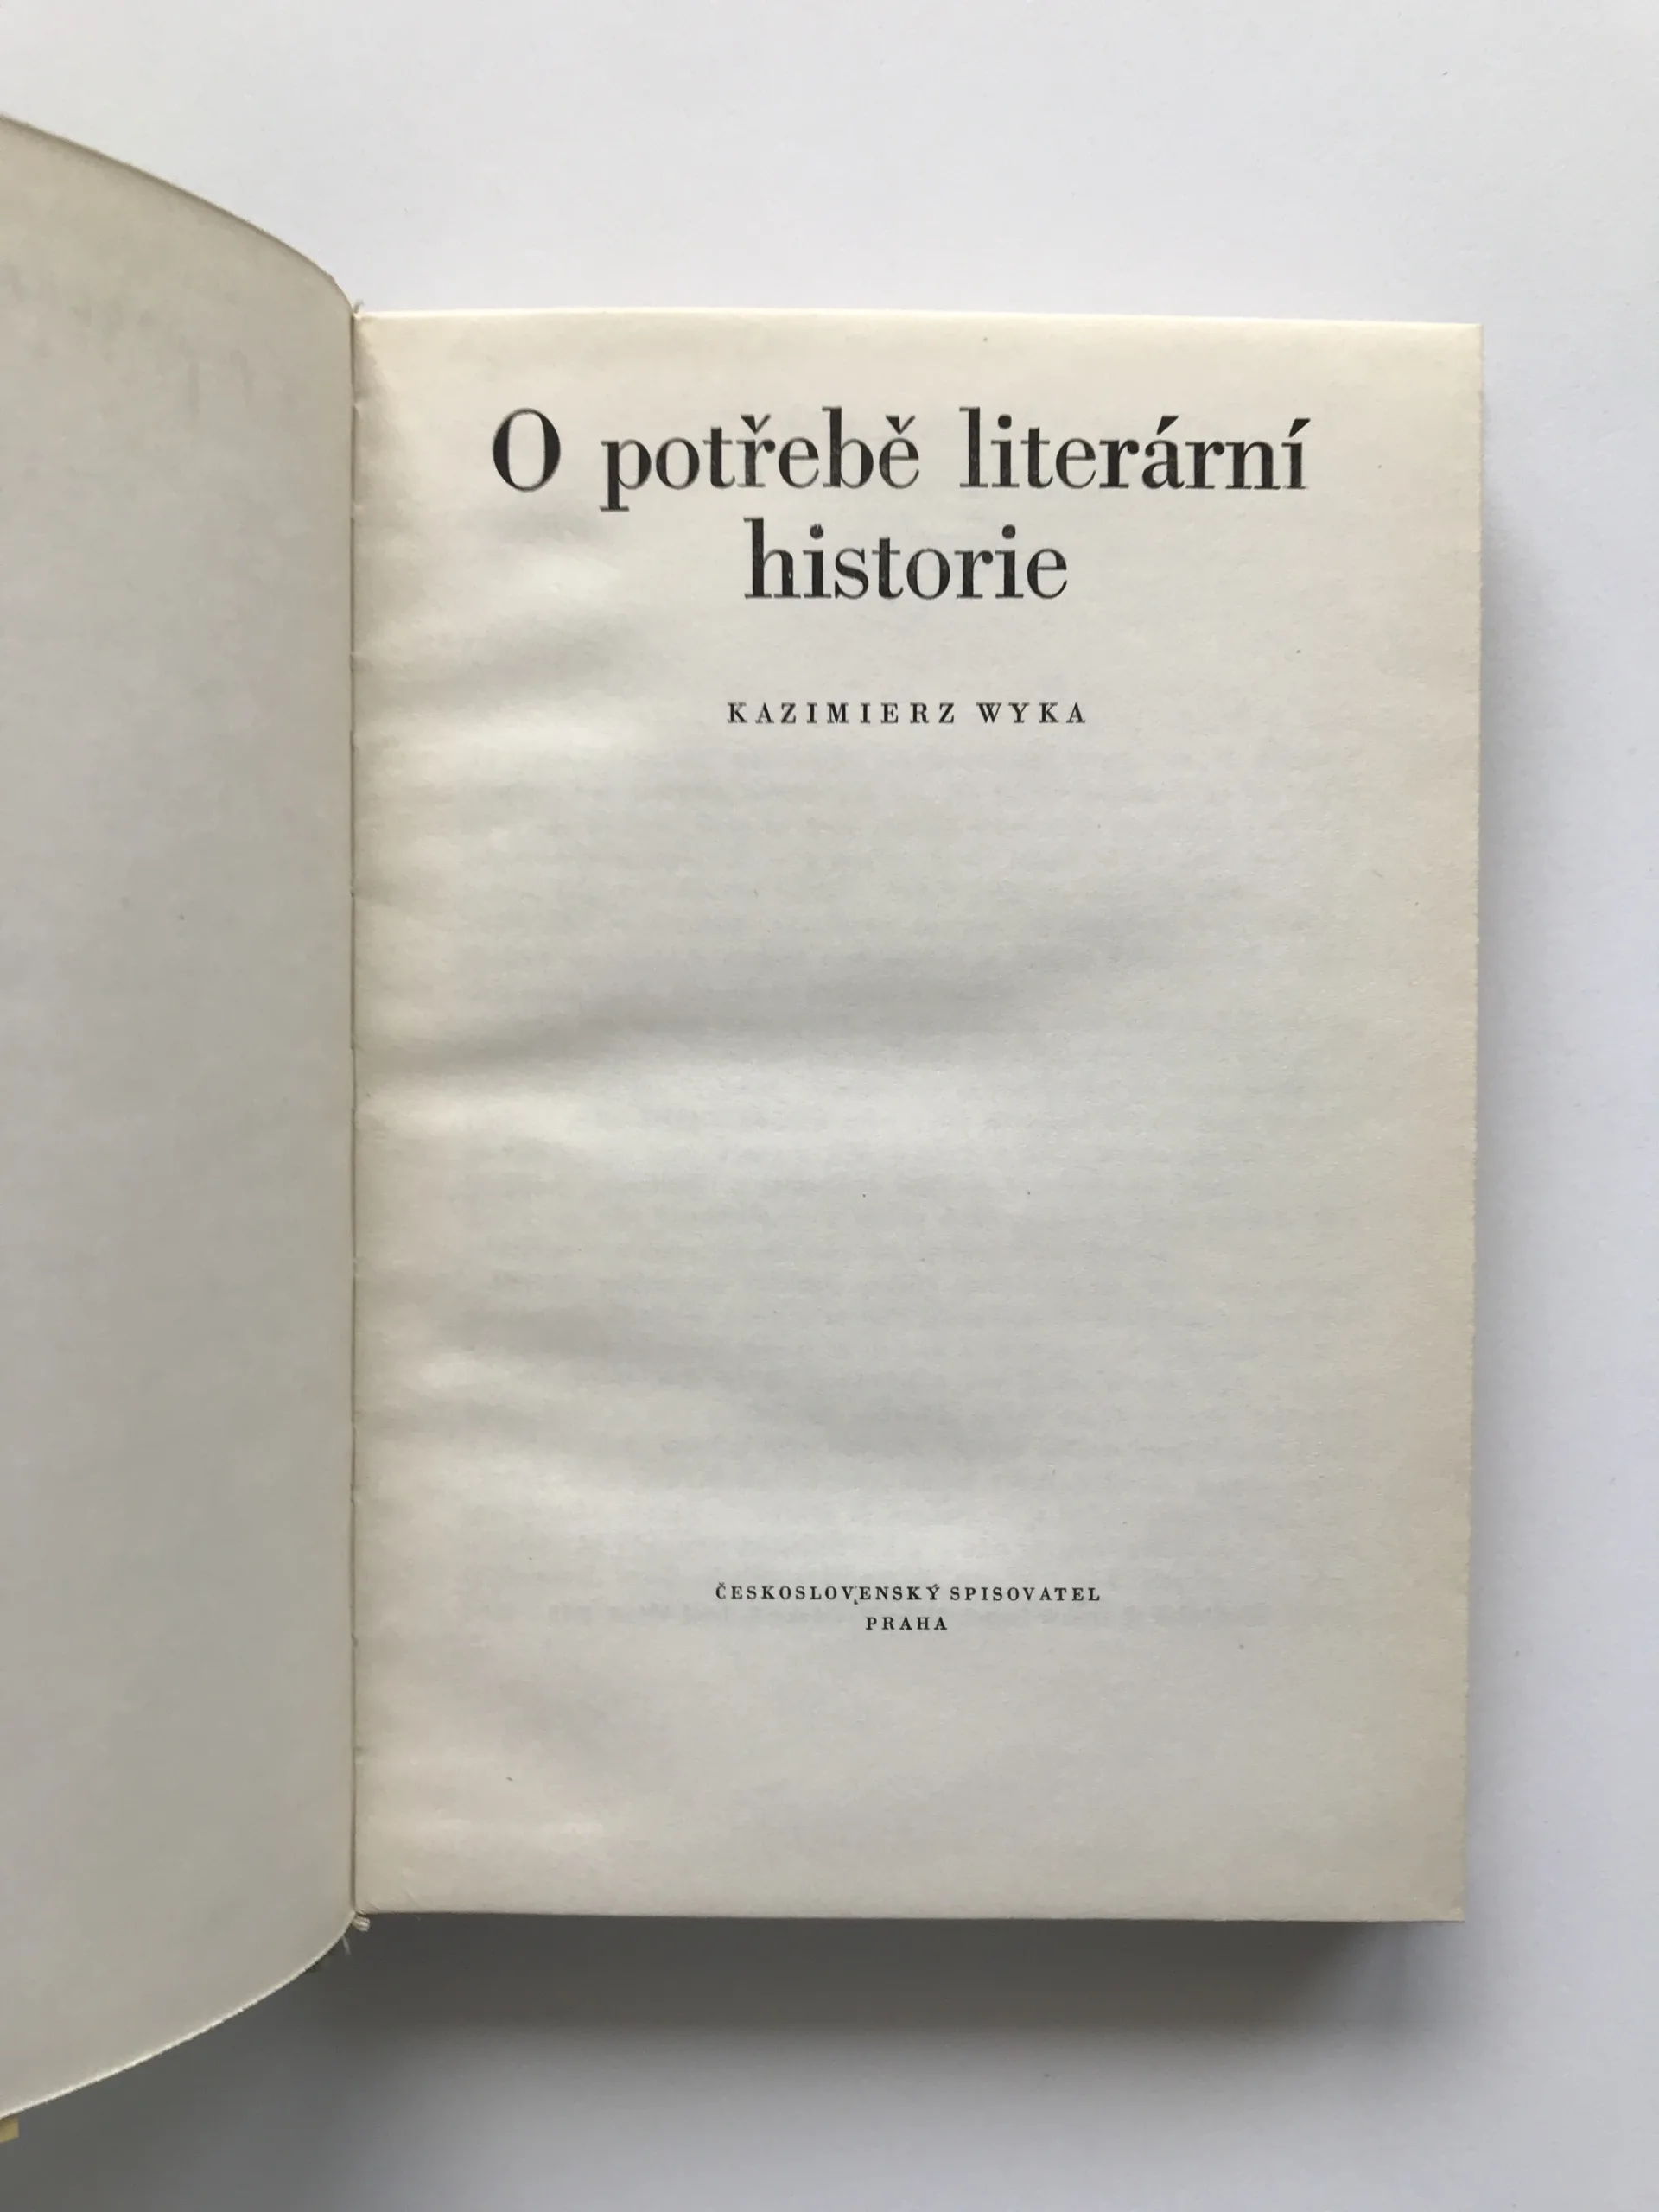 O potřebě literární
historie
KAZIMIERZ WYKA
ČESKOSLOVENSKÝ SPISOVATEL
PRAHA